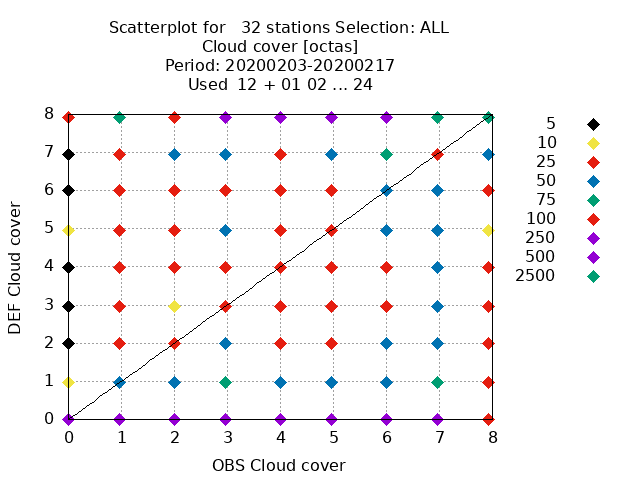 Scatterplot for   32 stations Selection: ALL
Cloud cover [octas]
Period: 20200203-20200217
Used  12 + 01 02 ... 24
8
7
6
5
4
3
2
1
0
DEF Cloud cover
0 1 2 3 4 5 6 7 8
OBS Cloud cover
5
10
25
50
75
100
250
500
2500